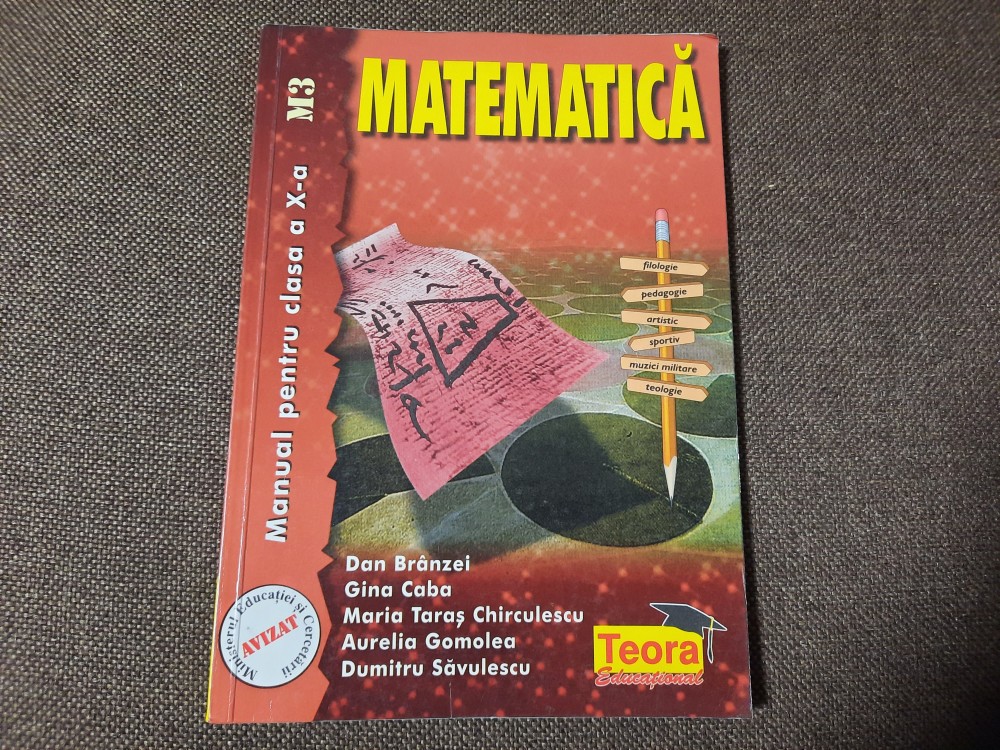 MATEMATICĂ
M3
Manual pentru clasa a X-a
filologie
pedagogie
artistic
sportiv
muzici militare
teologie
Dan Brânzei
Gina Caba
Maria Taraș Chirculescu
Aurelia Gomolea
Dumitru Săvulescu
Ministerul Educației și Cercetării
AVIZAT
Teora
Educațional